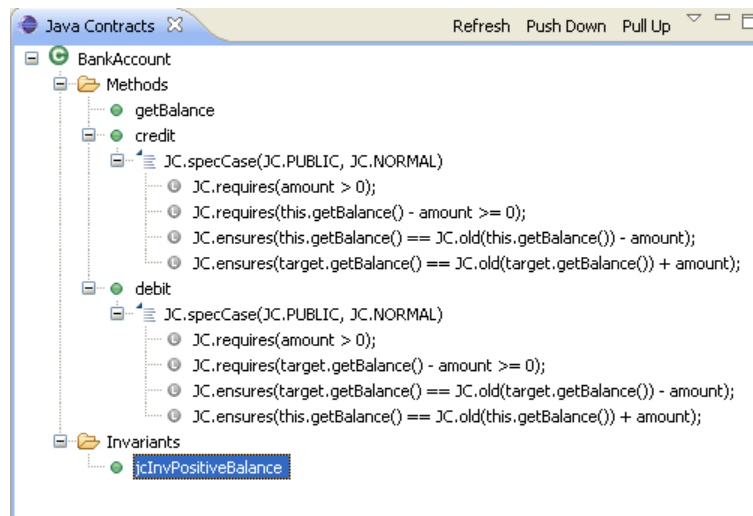 Java Contracts Refresh Push Down Pull Up
BankAccount
Methods
getBalance
credit
JC.specCase(JC.PUBLIC, JC.NORMAL)
JC.requires(amount > 0);
JC.requires(this.getBalance() - amount >= 0);
JC.ensures(this.getBalance() == JC.old(this.getBalance()) - amount);
JC.ensures(target.getBalance() == JC.old(target.getBalance()) + amount);
debit
JC.specCase(JC.PUBLIC, JC.NORMAL)
JC.requires(amount > 0);
JC.requires(target.getBalance() - amount >= 0);
JC.ensures(target.getBalance() == JC.old(target.getBalance()) - amount);
JC.ensures(this.getBalance() == JC.old(this.getBalance()) + amount);
Invariants
jcInvPositiveBalance